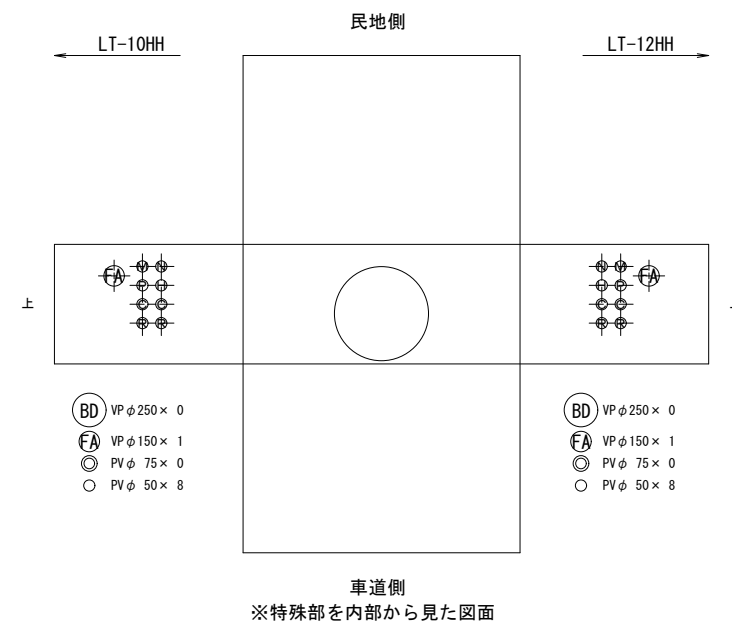 民地側
LT-10HH
LT-12HH
上
FA
M N
N M
FA
C C
C C
R R
R R
BD VPφ250× 0
FA VPφ150× 1
PVφ 75× 0
PVφ 50× 8
BD VPφ250× 0
FA VPφ150× 1
PVφ 75× 0
PVφ 50× 8
車道側
※特殊部を内部から見た図面